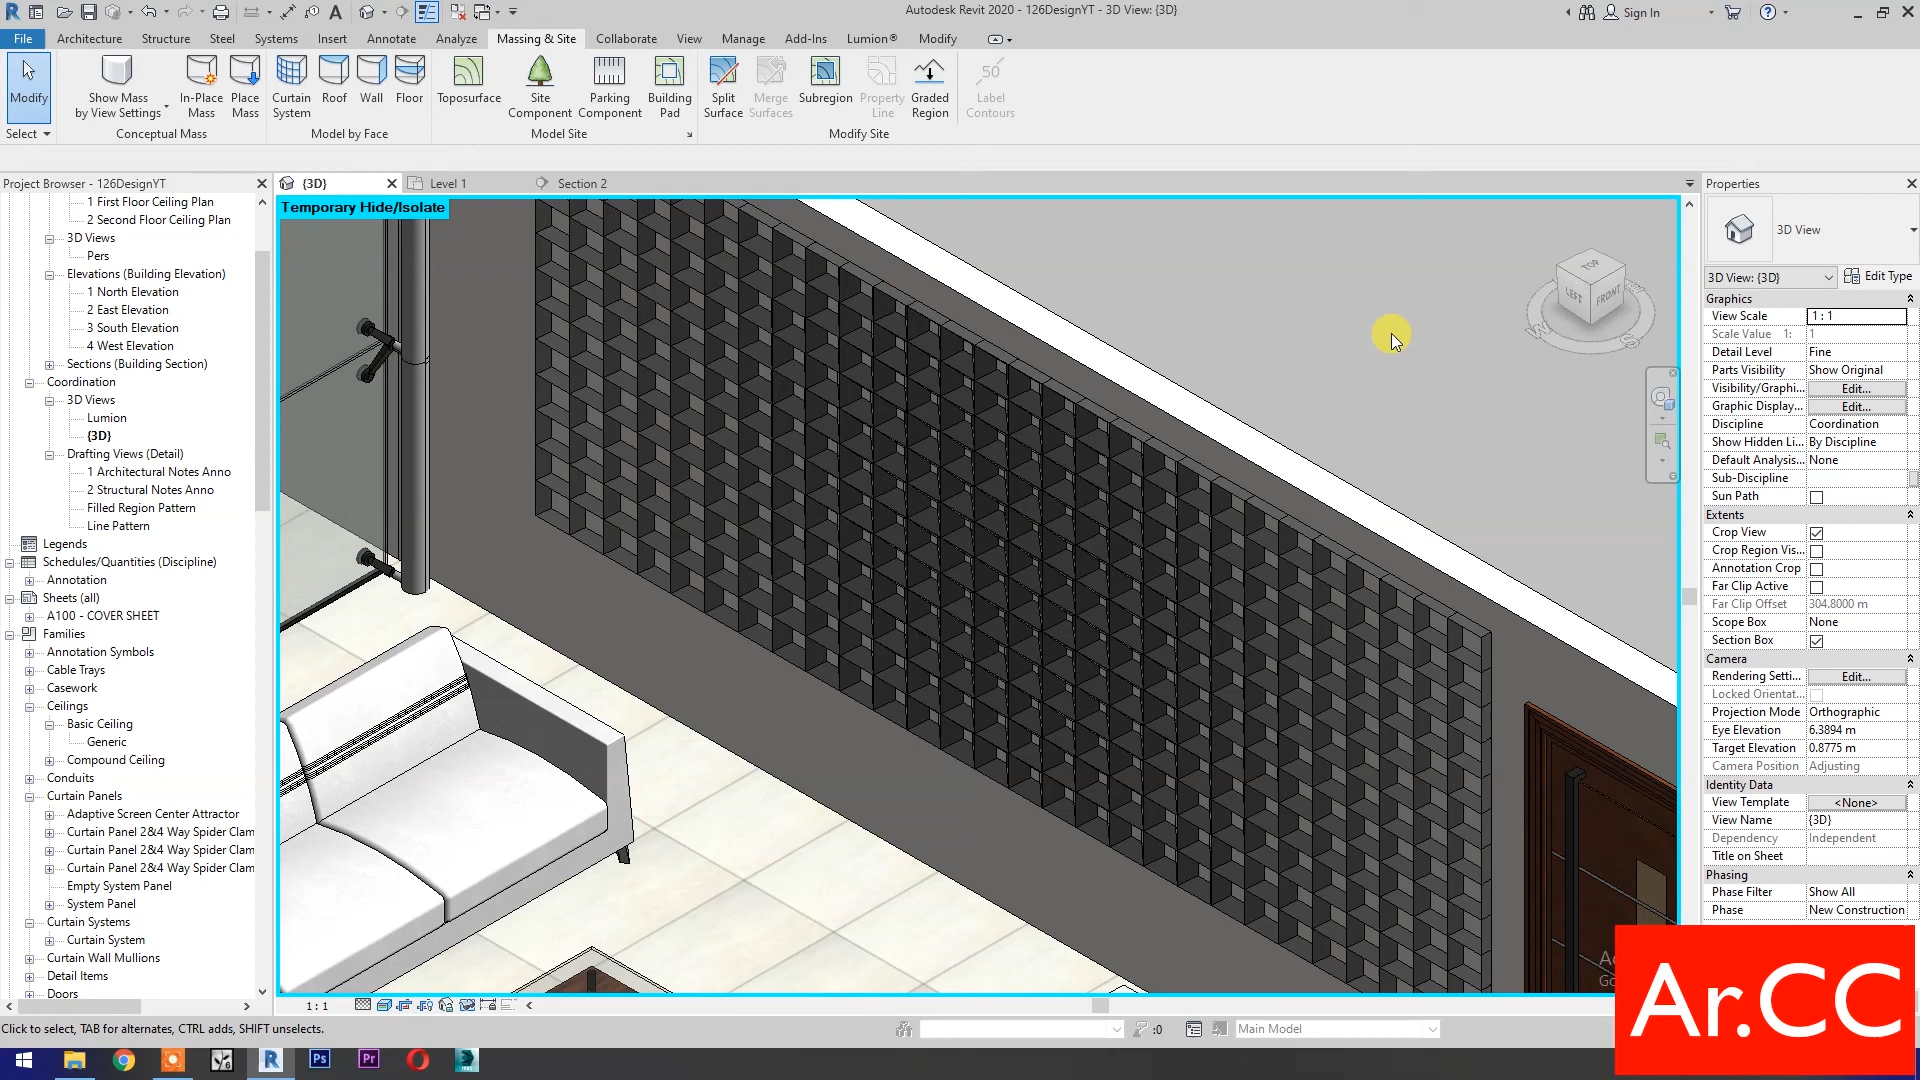 Autodesk Revit 2020 - 126DesignYT - 3D View: {3D}
Sign In
File Architecture Structure Steel Systems Insert Annotate Analyze Massing & Site Collaborate View Manage Add-Ins Lumion® Modify
Modify
Show Mass by View Settings
In-Place Mass
Place Mass
Curtain System
Roof
Wall
Floor
Toposurface
Site Component
Parking Component
Building Pad
Split Surface
Merge Surfaces
Subregion
Property Line
Graded Region
50
Label Contours
Select
Conceptual Mass
Model by Face
Model Site
Modify Site
Project Browser - 126DesignYT
1 First Floor Ceiling Plan
2 Second Floor Ceiling Plan
3D Views
Pers
Elevations (Building Elevation)
1 North Elevation
2 East Elevation
3 South Elevation
4 West Elevation
Sections (Building Section)
Coordination
3D Views
Lumion
{3D}
Drafting Views (Detail)
1 Architectural Notes Anno
2 Structural Notes Anno
Filled Region Pattern
Line Pattern
Legends
Schedules/Quantities (Discipline)
Annotation
Sheets (all)
A100 - COVER SHEET
Families
Annotation Symbols
Cable Trays
Casework
Ceilings
Basic Ceiling
Generic
Compound Ceiling
Conduits
Curtain Panels
Adaptive Screen Center Attractor
Curtain Panel 2&4 Way Spider Clam
Curtain Panel 2&4 Way Spider Clam
Curtain Panel 2&4 Way Spider Clam
Empty System Panel
System Panel
Curtain Systems
Curtain System
Curtain Wall Mullions
Detail Items
Doors
{3D}
Level 1
Section 2
Temporary Hide/Isolate
TOP
LEFT
FRONT
W
S
Properties
3D View
3D View: {3D}
Edit Type
Graphics
View Scale 1 : 1
Scale Value 1: 1
Detail Level Fine
Parts Visibility Show Original
Visibility/Graphi... Edit...
Graphic Display... Edit...
Discipline Coordination
Show Hidden Li... By Discipline
Default Analysis... None
Sub-Discipline
Sun Path
Extents
Crop View
Crop Region Vis...
Annotation Crop
Far Clip Active
Far Clip Offset 304.8000 m
Scope Box None
Section Box
Camera
Rendering Setti... Edit...
Locked Orientat...
Projection Mode Orthographic
Eye Elevation 6.3894 m
Target Elevation 0.8775 m
Camera Position Adjusting
Identity Data
View Template <None>
View Name {3D}
Dependency Independent
Title on Sheet
Phasing
Phase Filter Show All
Phase New Construction
1 : 1
Click to select, TAB for alternates, CTRL adds, SHIFT unselects.
:0
Main Model
Ar.CC
Ps
Pr